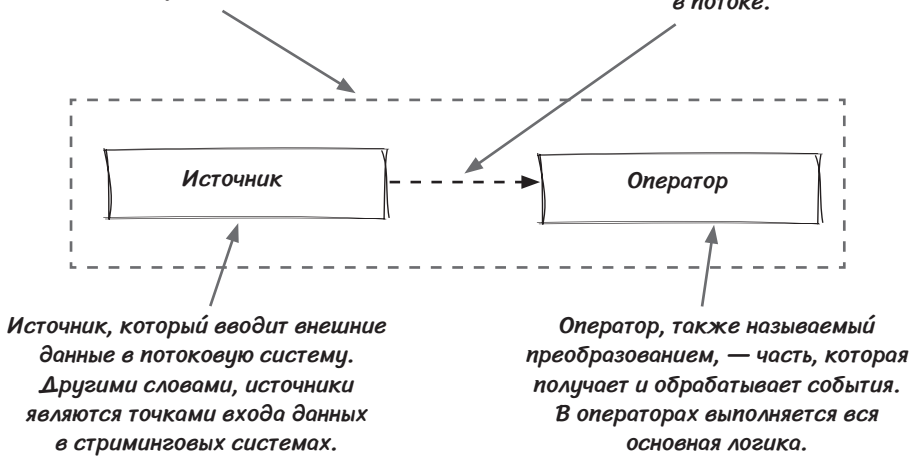 в потоке.
Источник
Оператор
Источник, который вводит внешние
данные в потоковую систему.
Другими словами, источники
являются точками входа данных
в стриминговых системах.
Оператор, также называемый
преобразованием, — часть, которая
получает и обрабатывает события.
В операторах выполняется вся
основная логика.